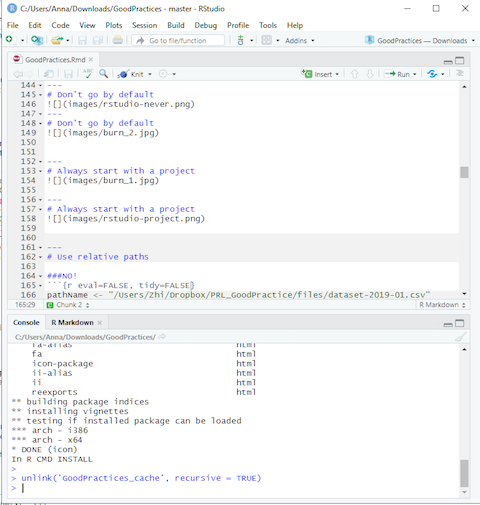 GoodPractices - master - RStudio
File Edit Code View Plots Session Build Debug Profile Tools Help
Go to file/function
Addins
GoodPractices — Downloads
GoodPractices.Rmd
ABC Knit Insert Run
144 ---
145 # Don't go by default
146 ![](images/rstudio-never.png)
147 ---
148 # Don't go by default
149 ![](images/burn_2.jpg)
150
151
152 ---
153 # Always start with a project
154 ![](images/burn_1.jpg)
155
156 ---
157 # Always start with a project
158 ![](images/rstudio-project.png)
159
160
161 ---
162 # Use relative paths
163
164 ###NO!
165 ```{r eval=FALSE, tidy=FALSE}
166 pathName <- "/Users/Zhi/Dropbox/PRL_GoodPractice/files/dataset-2019-01.csv"
165:29 Chunk 2 R Markdown
Console R Markdown
C:/Users/Anna/Downloads/GoodPractices/
fa-alias html
fa html
icon-package html
ii-alias html
ii html
reexports html
** building package indices
** installing vignettes
** testing if installed package can be loaded
*** arch - i386
*** arch - x64
* DONE (icon)
In R CMD INSTALL
>
> unlink('GoodPractices_cache', recursive = TRUE)
>